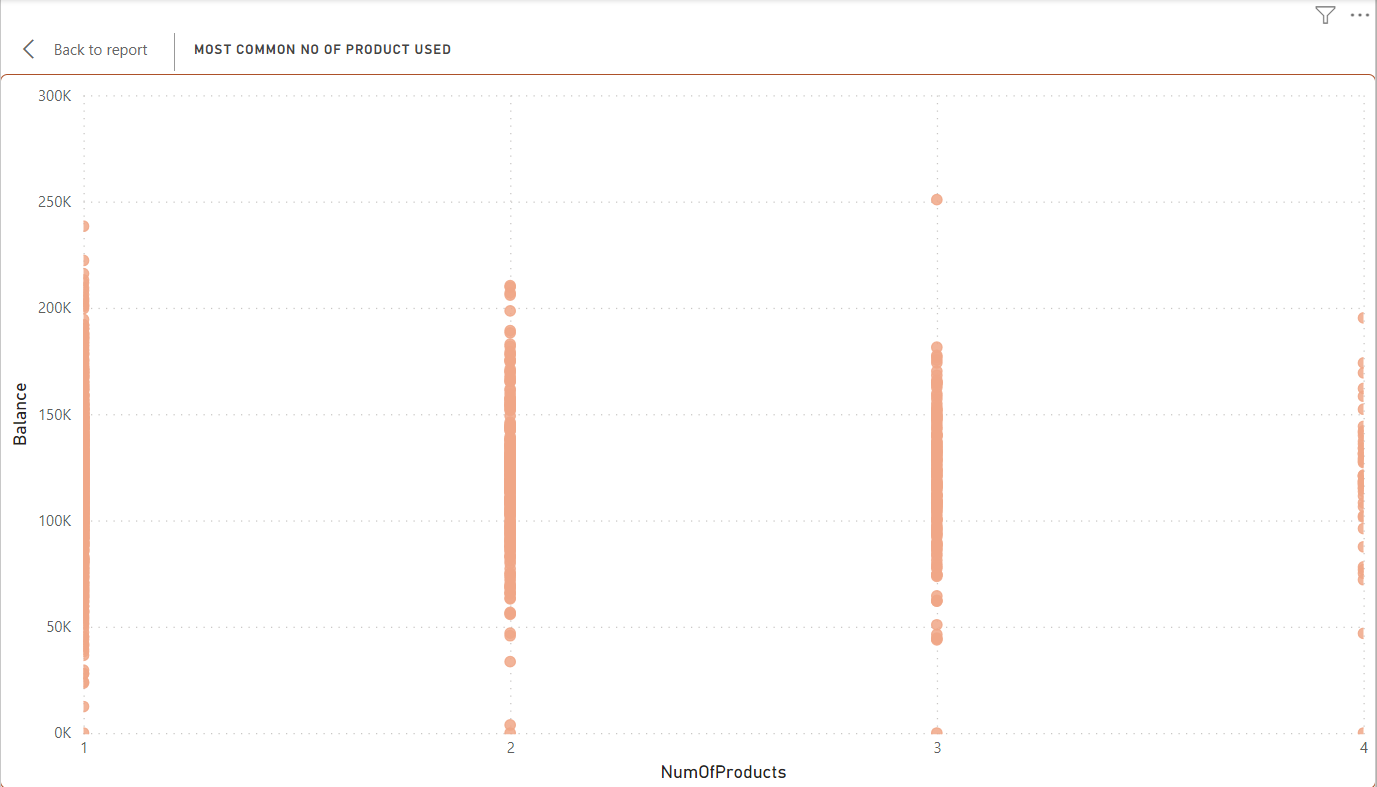 Back to report
MOST COMMON NO OF PRODUCT USED
300K
250K
200K
150K
100K
50K
0K
Balance
1 2 3 4
NumOfProducts